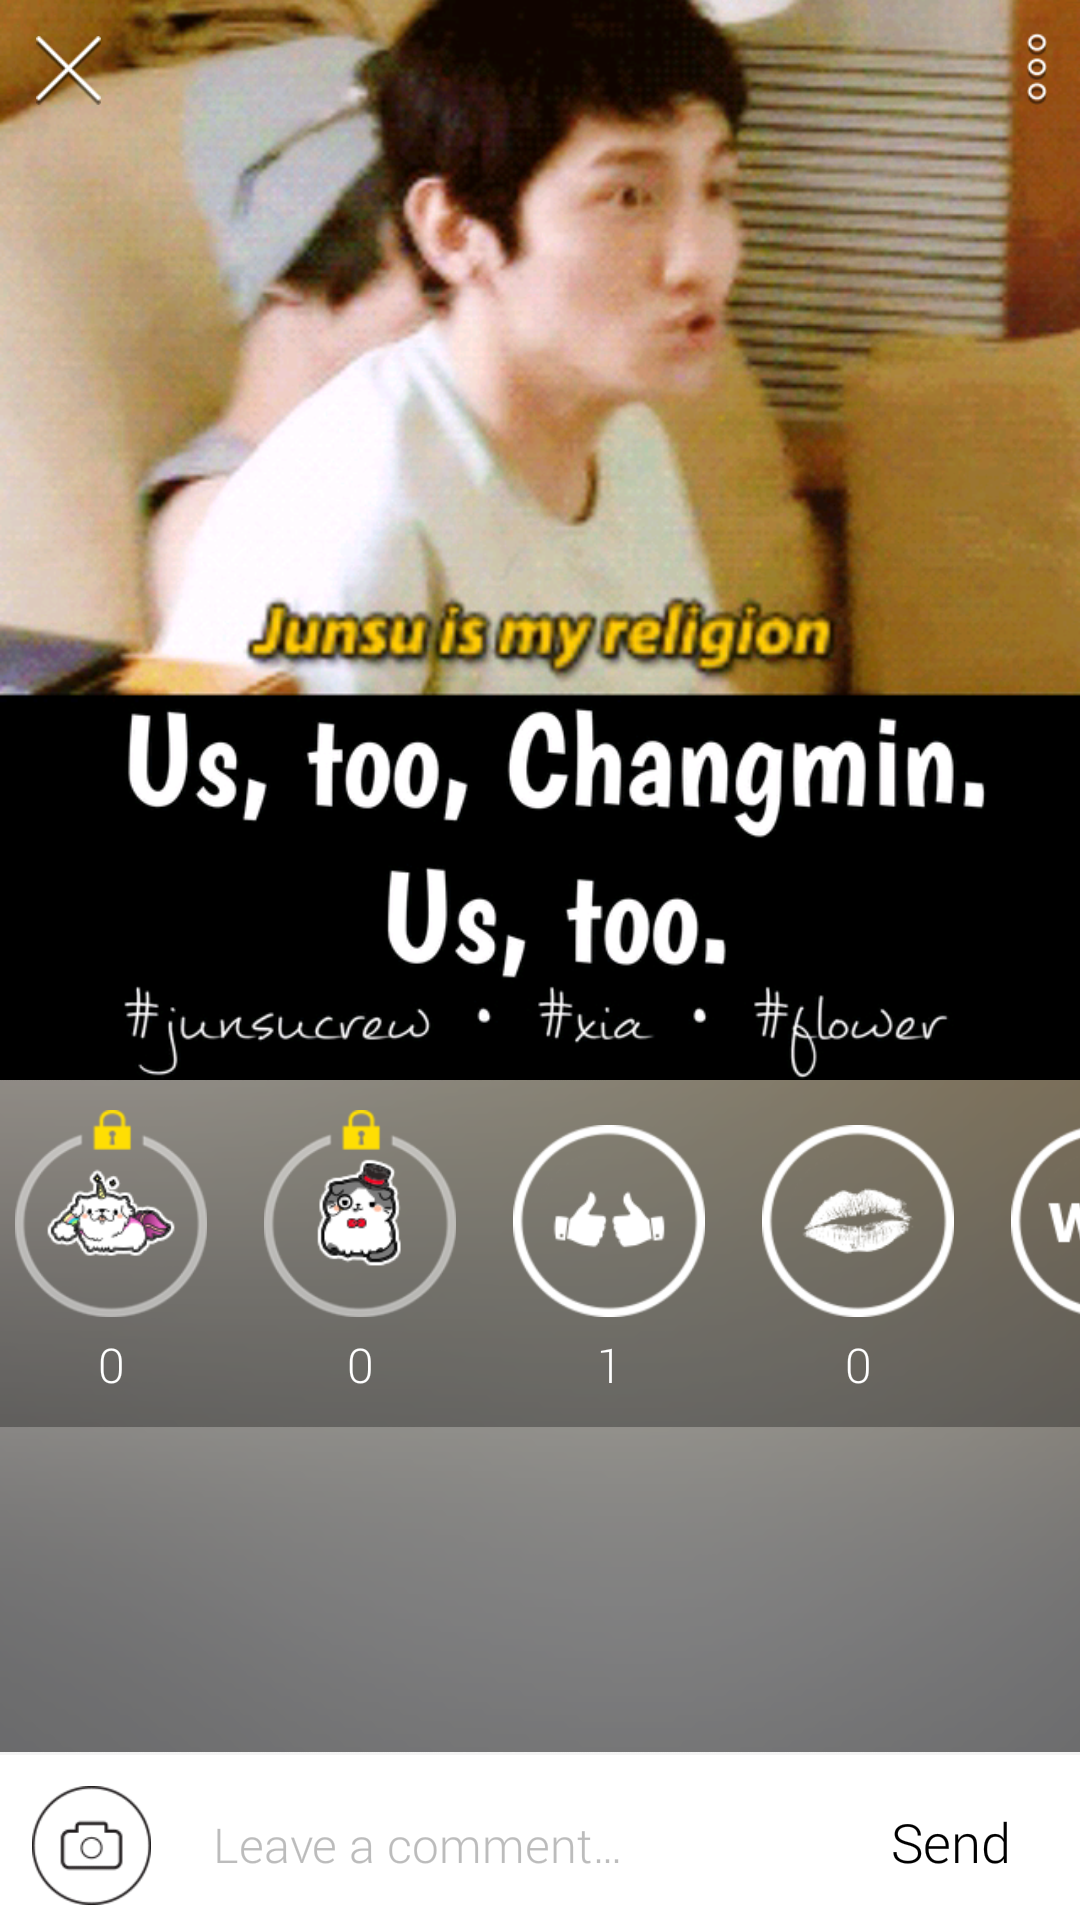 Junsu is my religion
Us, too, Changmin.
Us, too.
#junsucrew • #xia • #flower
0 0 1 0
Leave a comment... Send